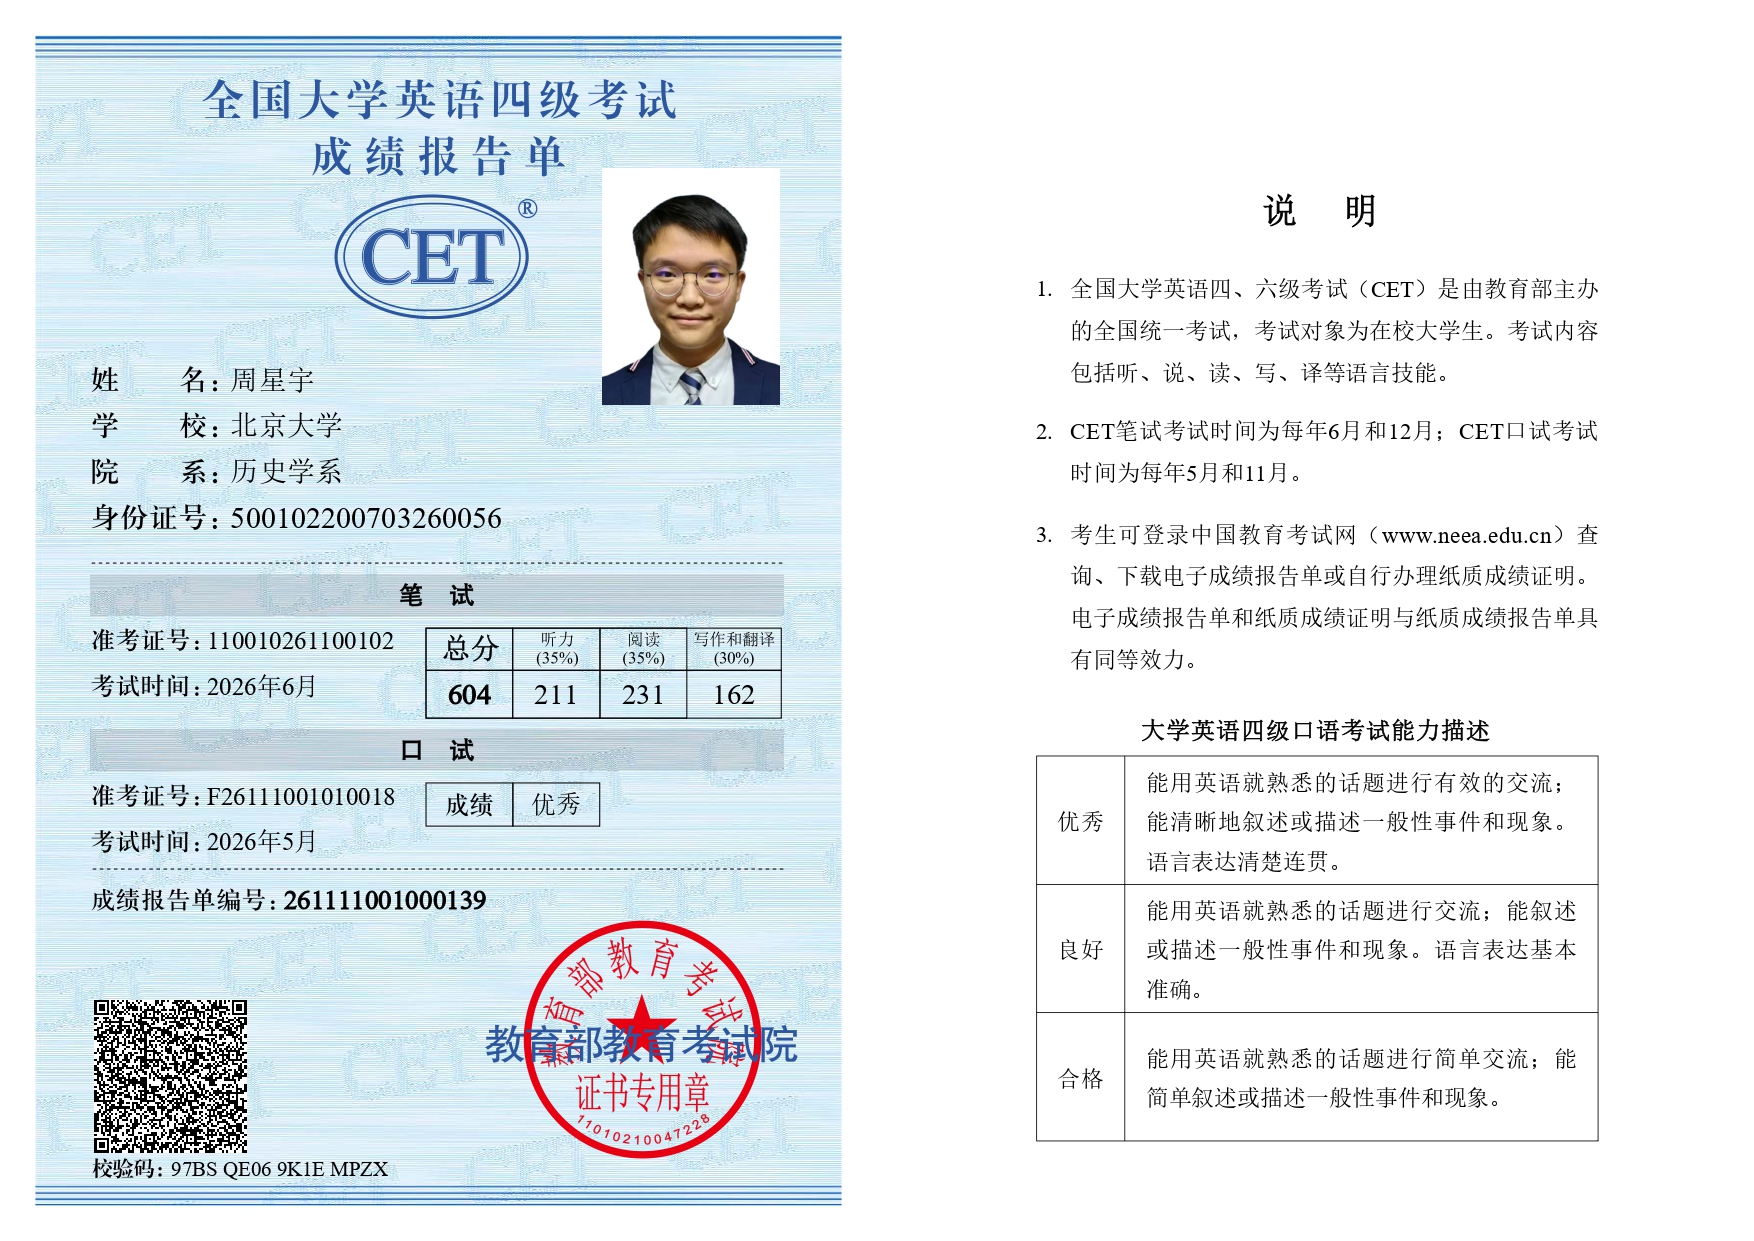 全国大学英语四级考试
成绩报告单
CET®
姓 名：周星宇
学 校：北京大学
院 系：历史学系
身份证号：500102200703260056
笔 试
准考证号：110010261100102
考试时间：2026年6月
总分 听力(35%) 阅读(35%) 写作和翻译(30%)
604 211 231 162
口 试
准考证号：F26111001010018
考试时间：2026年5月
成绩 优秀
成绩报告单编号：261111001000139
教育部教育考试院
教育部教育考试院
证书专用章
11010210047228
校验码：97BS QE06 9K1E MPZX
说 明
1. 全国大学英语四、六级考试（CET）是由教育部主办
的全国统一考试，考试对象为在校大学生。考试内容
包括听、说、读、写、译等语言技能。
2. CET笔试考试时间为每年6月和12月；CET口试考试
时间为每年5月和11月。
3. 考生可登录中国教育考试网（www.neea.edu.cn）查
询、下载电子成绩报告单或自行办理纸质成绩证明。
电子成绩报告单和纸质成绩证明与纸质成绩报告单具
有同等效力。
大学英语四级口语考试能力描述
优秀
能用英语就熟悉的话题进行有效的交流；
能清晰地叙述或描述一般性事件和现象。
语言表达清楚连贯。
良好
能用英语就熟悉的话题进行交流；能叙述
或描述一般性事件和现象。语言表达基本
准确。
合格
能用英语就熟悉的话题进行简单交流；能
简单叙述或描述一般性事件和现象。